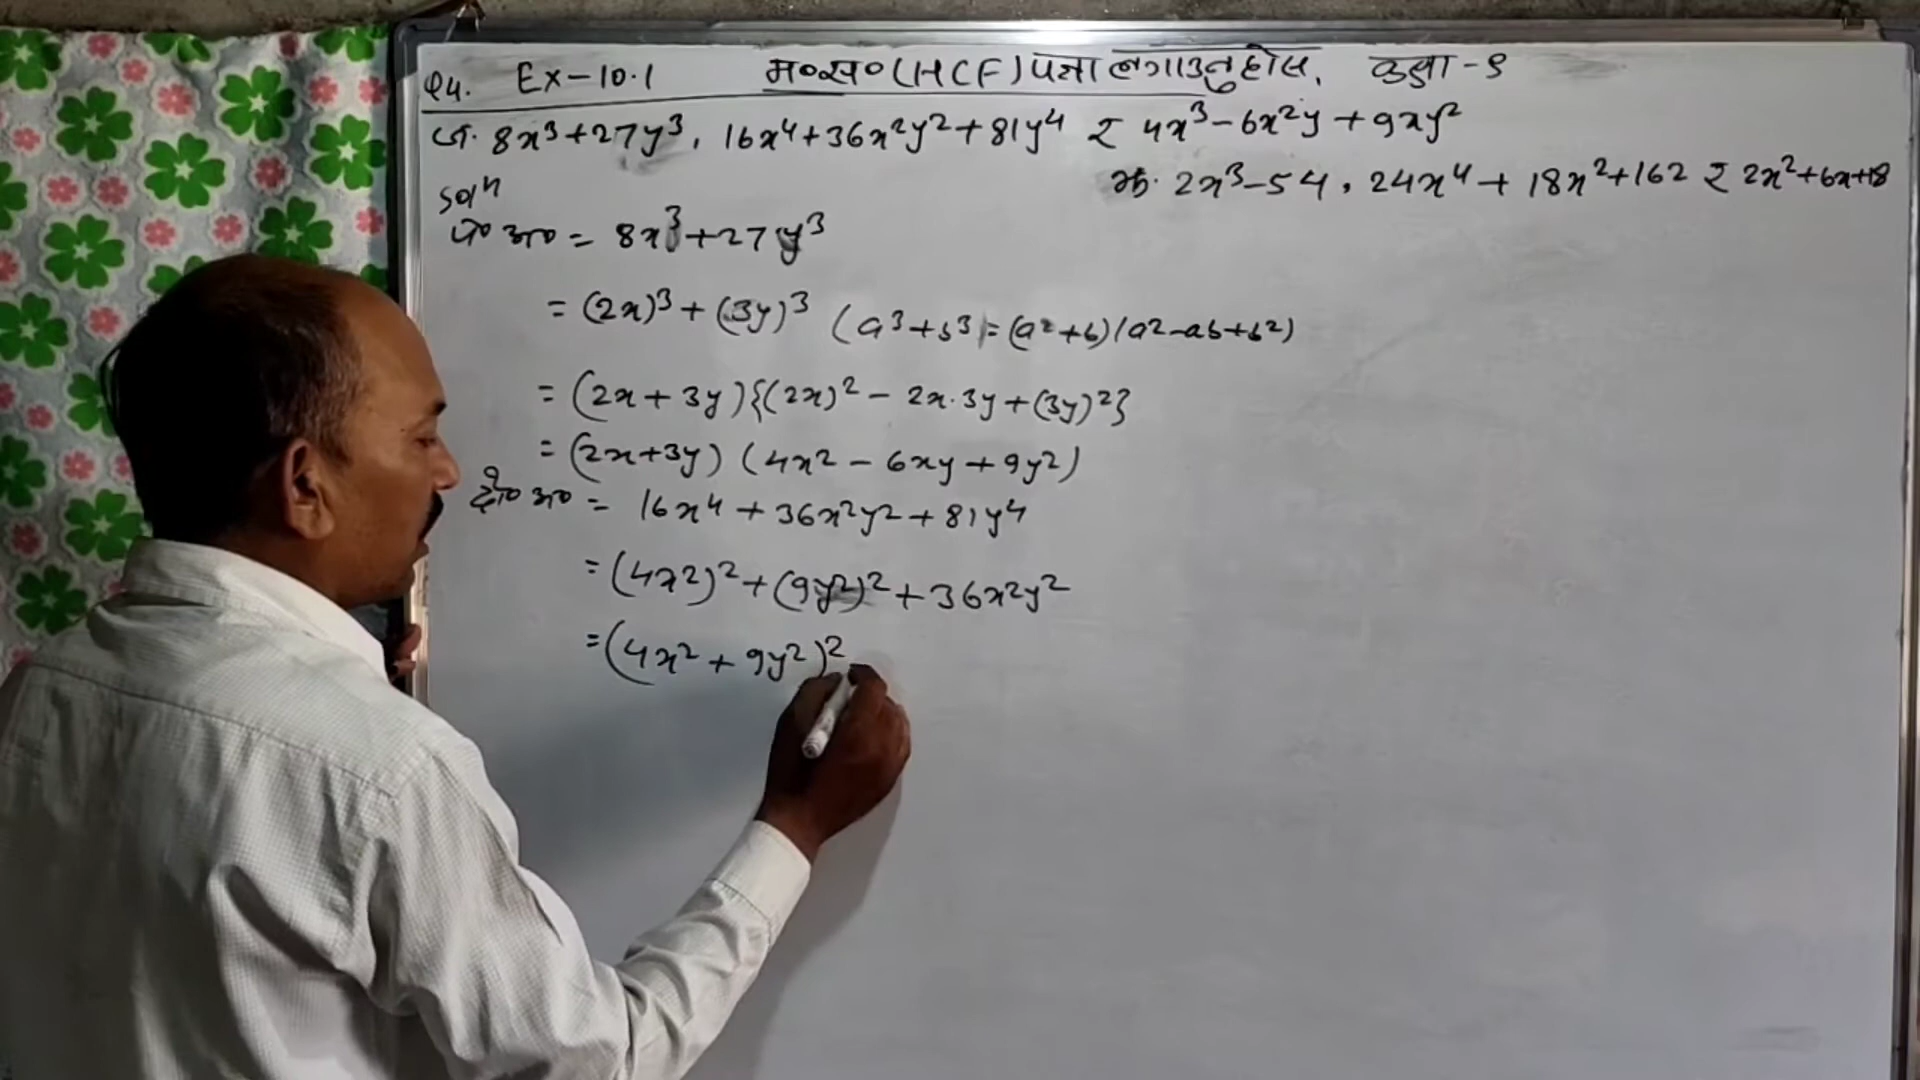 Q4. Ex-10.1 म०स० (HCF) पत्ता लगाउनु होस्, कक्षा - ९
ज. 8x³+27y³, 16x⁴+36x²y²+81y⁴ र 4x³-6x²y+9xy²
झ. 2x³-54, 24x⁴+18x²+162 र 2x²+6x+18
Solⁿ
प० अ० = 8x³+27y³
= (2x)³+(3y)³ (a³+b³ = (a²+b)(a²-ab+b²)
= (2x+3y){(2x)²-2x.3y+(3y)²}
= (2x+3y) (4x²-6xy+9y²)
दो० अ० = 16x⁴+36x²y²+81y⁴
= (4x²)²+(9y²)²+36x²y²
= (4x²+9y²)²